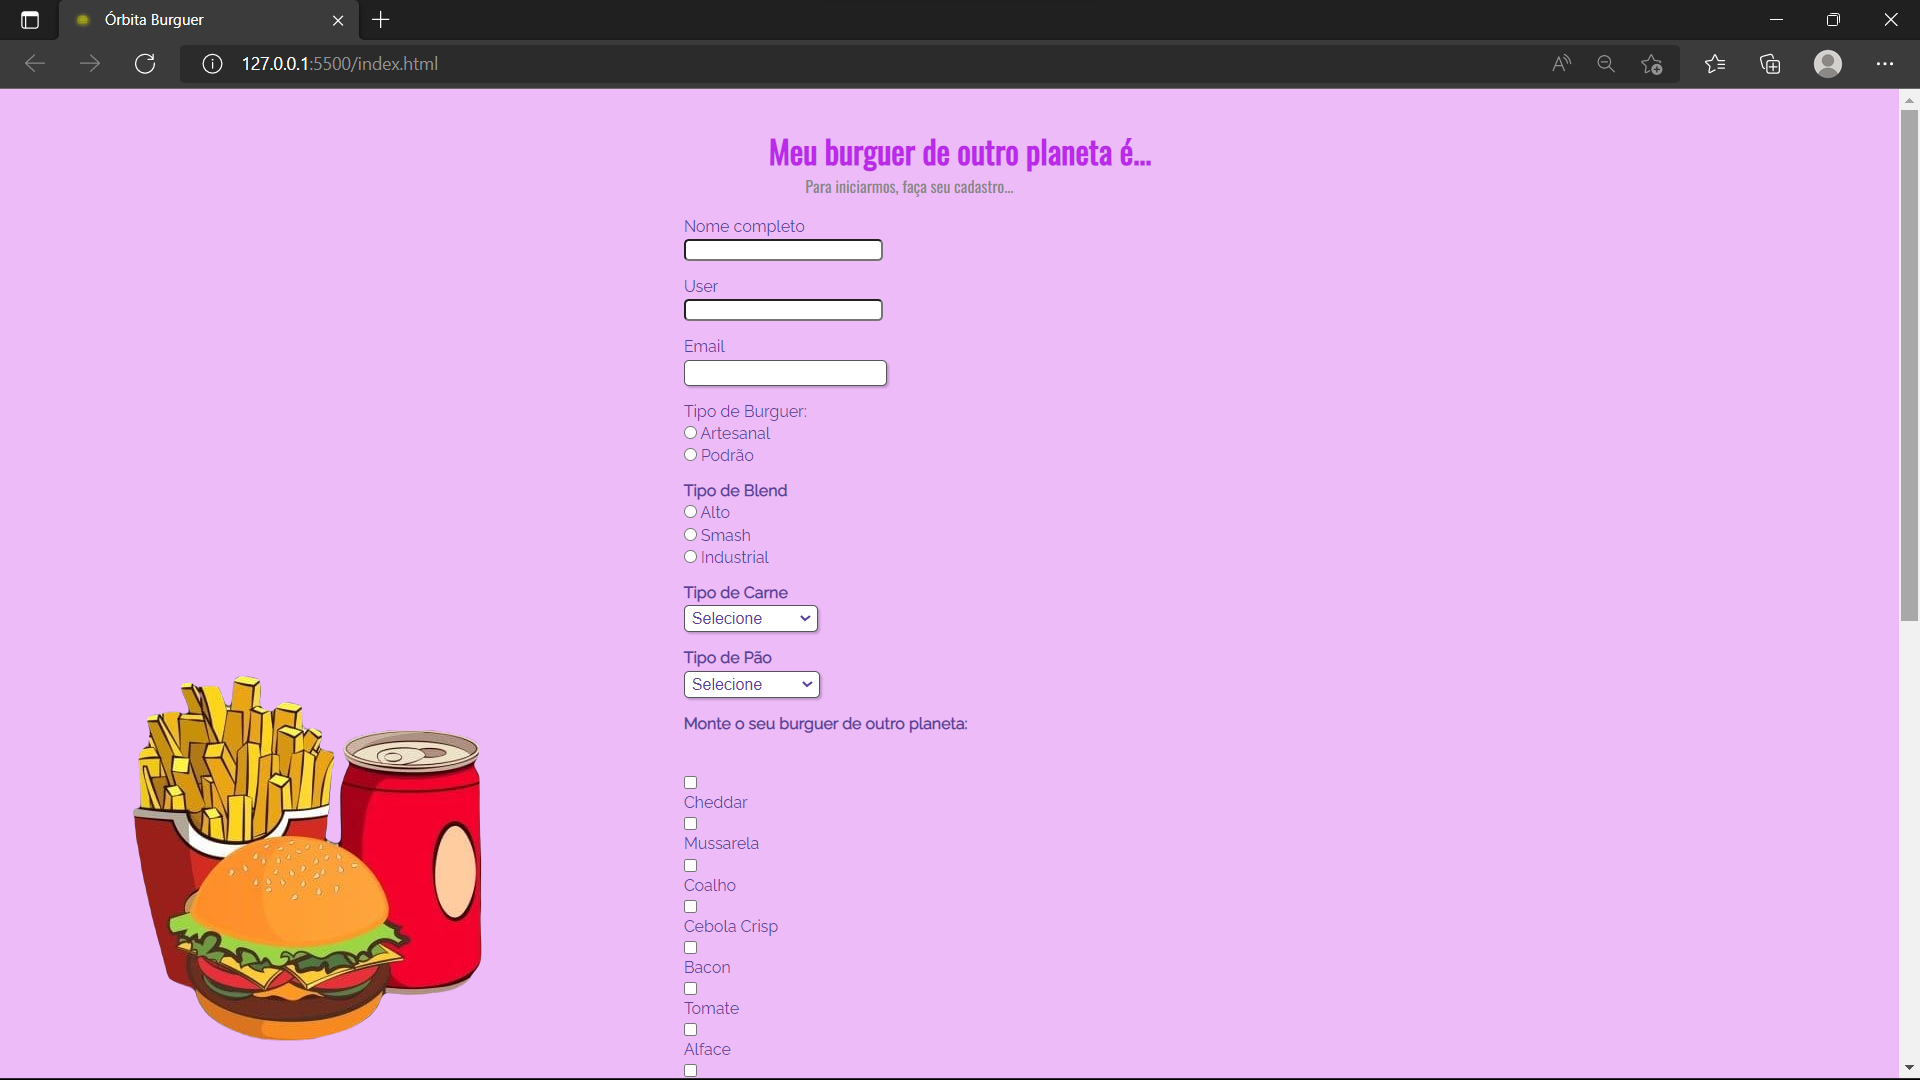 Órbita Burguer
127.0.0.1:5500/index.html
Meu burguer de outro planeta é...
Para iniciarmos, faça seu cadastro...
Nome completo
User
Email
Tipo de Burguer:
Artesanal
Podrão
Tipo de Blend
Alto
Smash
Industrial
Tipo de Carne
Selecione
Tipo de Pão
Selecione
Monte o seu burguer de outro planeta:
Cheddar
Mussarela
Coalho
Cebola Crisp
Bacon
Tomate
Alface